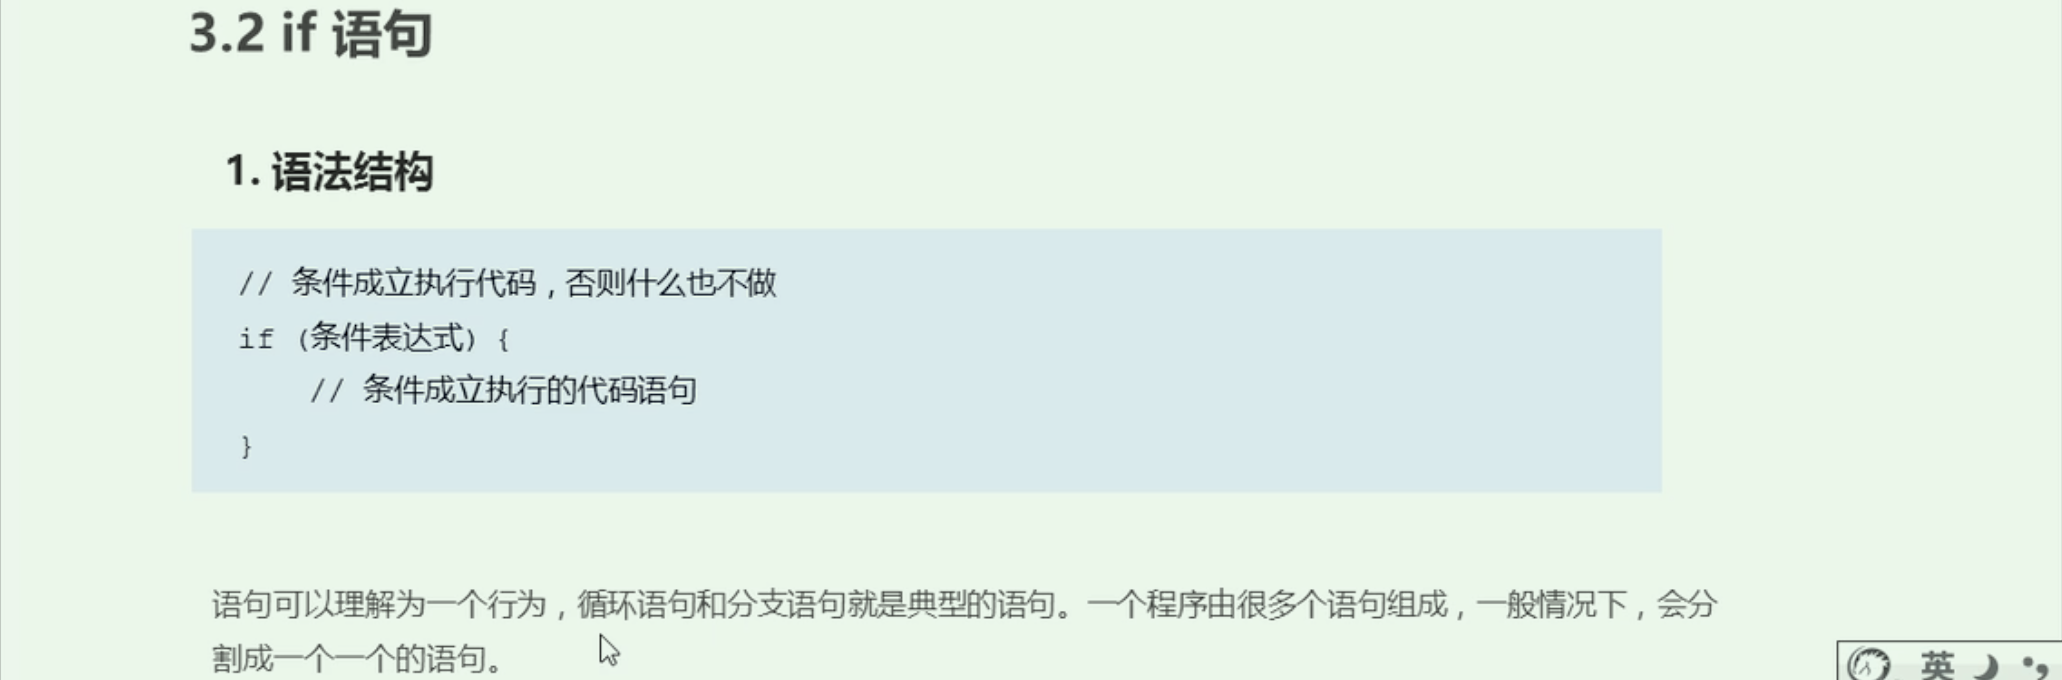 3.2 if 语句
1. 语法结构
// 条件成立执行代码，否则什么也不做
if (条件表达式) {
// 条件成立执行的代码语句
}
语句可以理解为一个行为，循环语句和分支语句就是典型的语句。一个程序由很多个语句组成，一般情况下，会分
割成一个一个的语句。
英